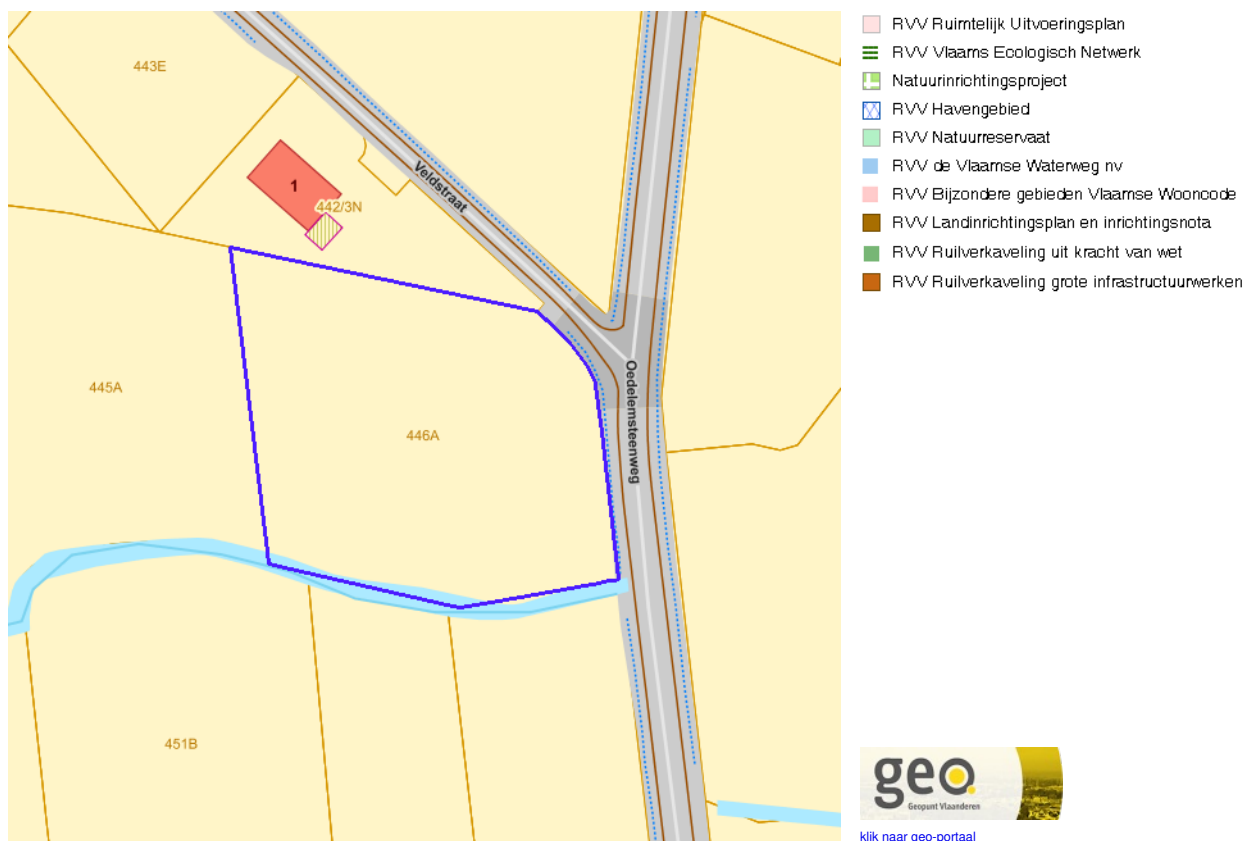 443E
1
442/3N
Veldstraat
445A
446A
Oedelemsteenweg
451B
RVV Ruimtelijk Uitvoeringsplan
RVV Vlaams Ecologisch Netwerk
Natuurinrichtingsproject
RVV Havengebied
RVV Natuurreservaat
RVV de Vlaamse Waterweg nv
RVV Bijzondere gebieden Vlaamse Wooncode
RVV Landinrichtingsplan en inrichtingsnota
RVV Ruilverkaveling uit kracht van wet
RVV Ruilverkaveling grote infrastructuurwerken
geo
Geopunt Vlaanderen
klik naar geo-portaal